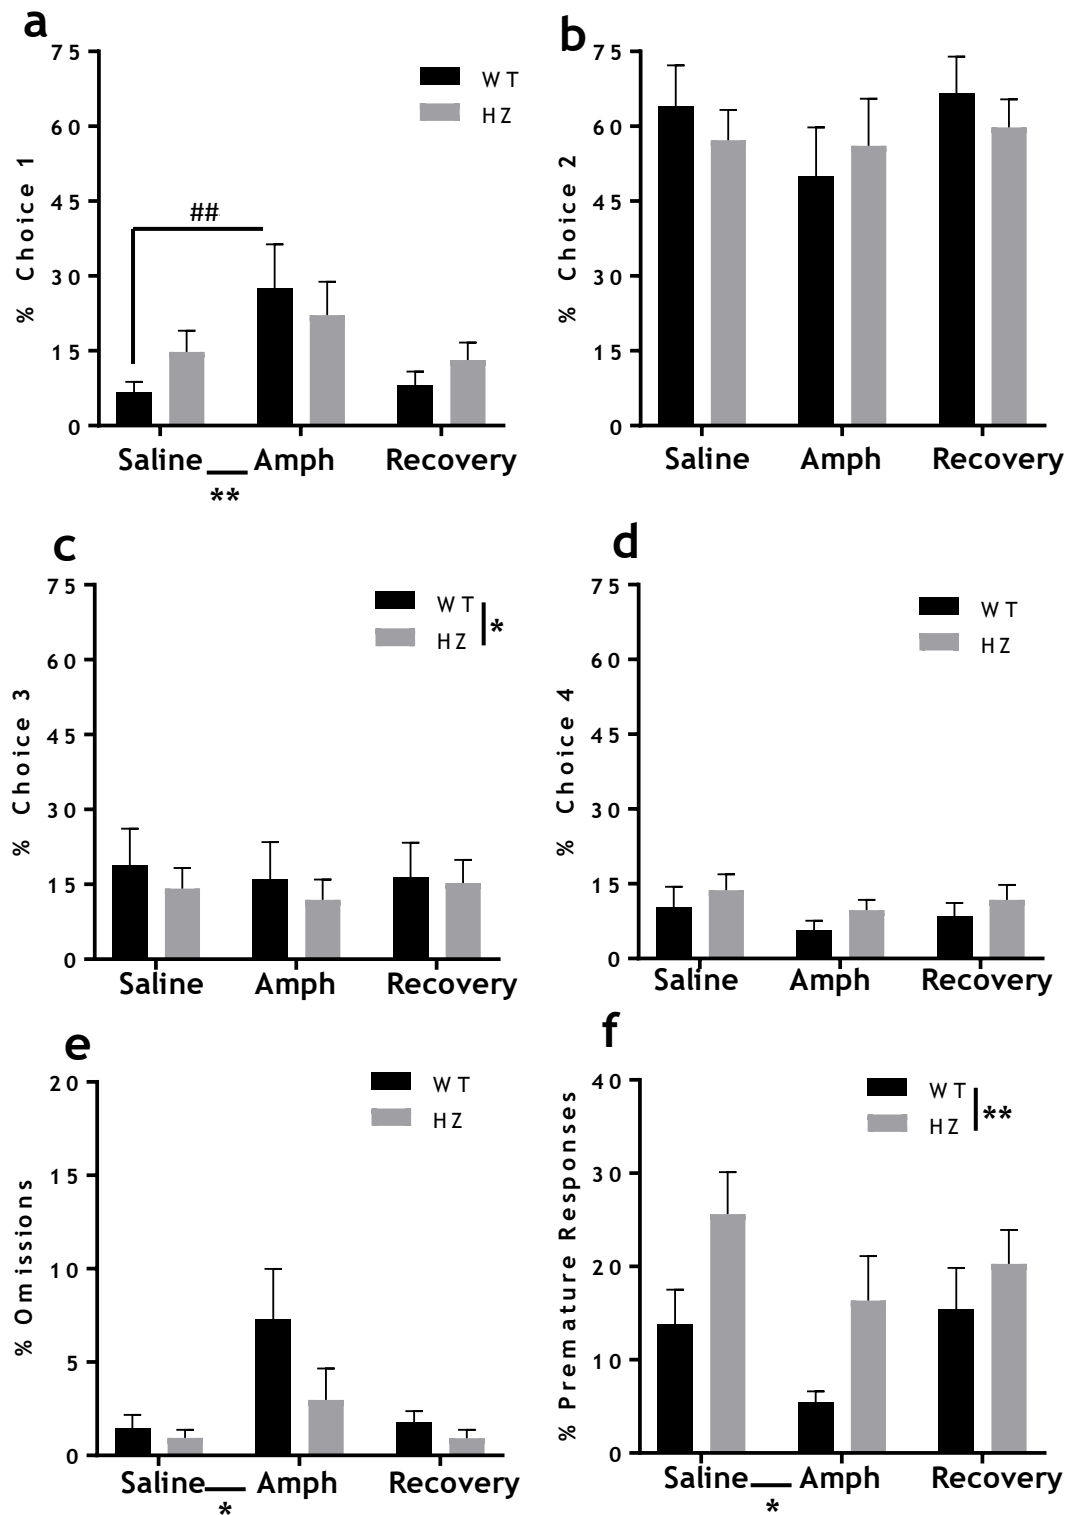 a
75
60
45
30
15
0
% Choice 1
WT
HZ
##
Saline Amph Recovery
**
b
75
60
45
30
15
0
% Choice 2
Saline Amph Recovery
c
75
60
45
30
15
0
% Choice 3
WT
HZ
*
Saline Amph Recovery
d
75
60
45
30
15
0
% Choice 4
WT
HZ
Saline Amph Recovery
e
20
15
10
5
0
% Omissions
WT
HZ
Saline Amph Recovery
*
f
40
30
20
10
0
% Premature Responses
WT
HZ
**
Saline Amph Recovery
*